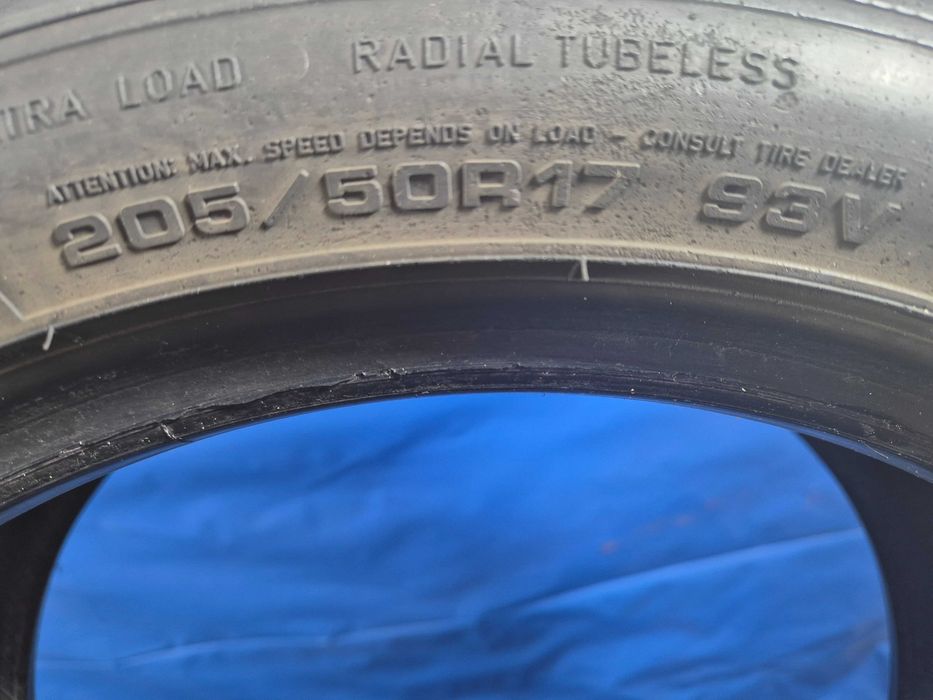 TRA LOAD RADIAL TUBELESS
ATTENTION: MAX. SPEED DEPENDS ON LOAD - CONSULT TIRE DEALER
205/50R17 93V